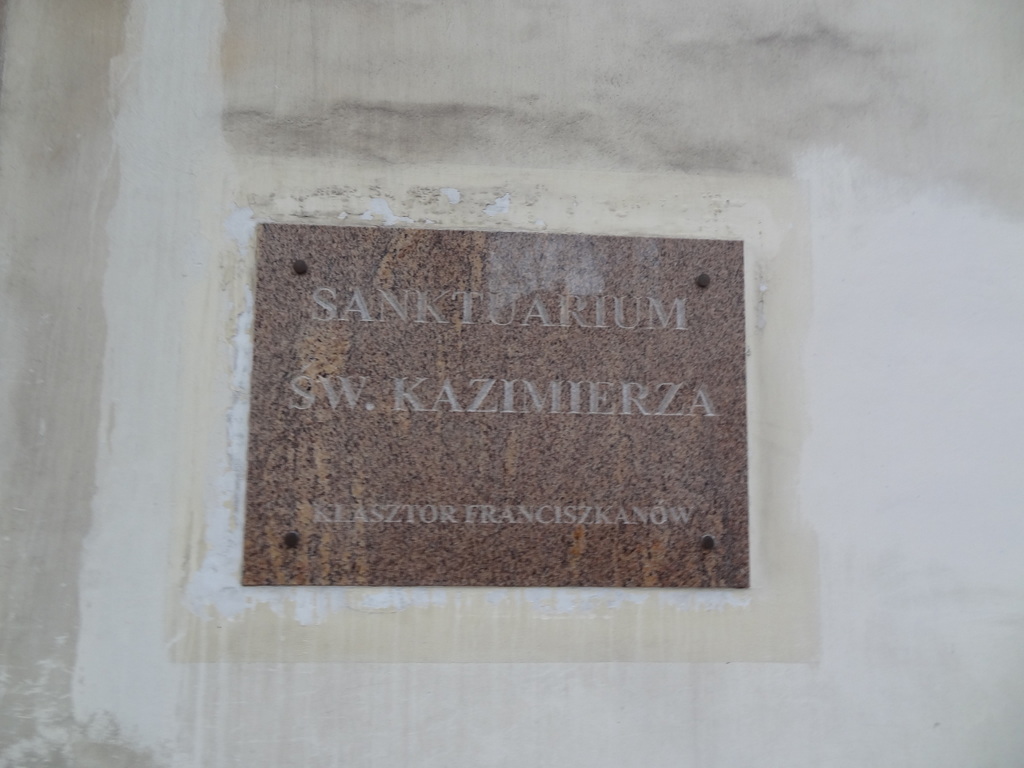 SANKTUARIUM
ŚW. KAZIMIERZA
KLASZTOR FRANCISZKANÓW